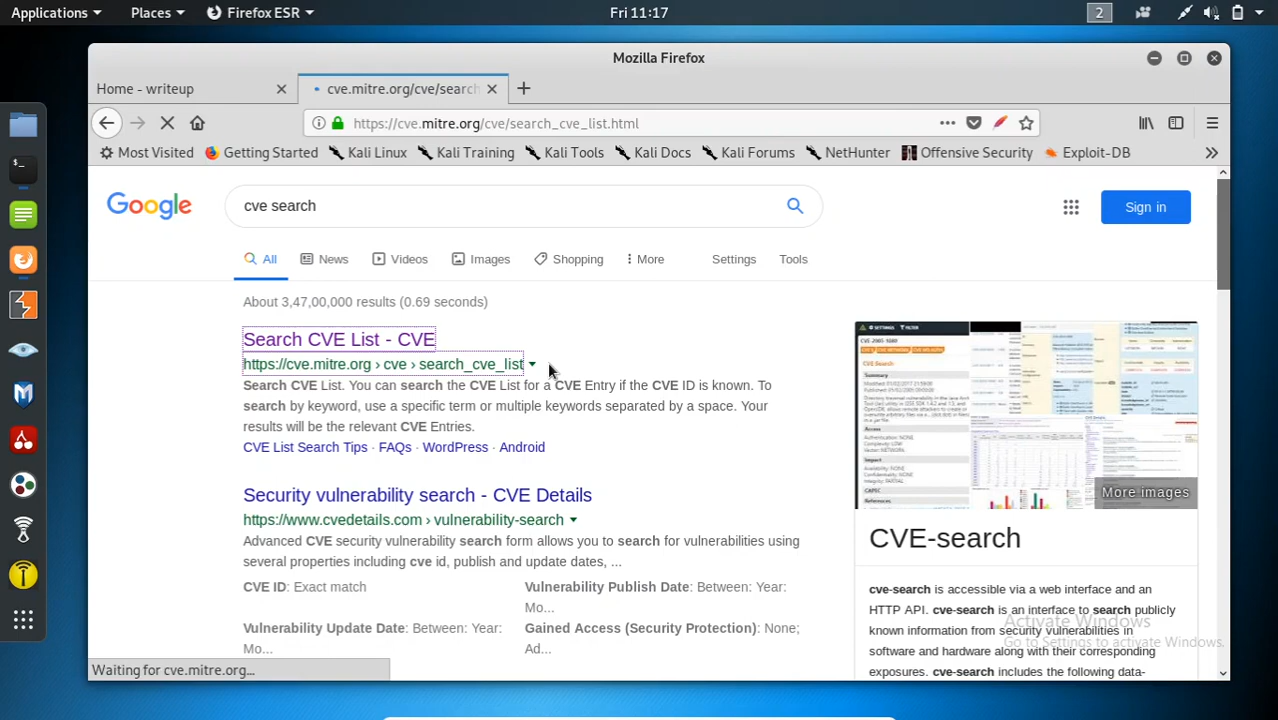 Applications Places Firefox ESR Fri 11:17 2
Mozilla Firefox
Home - writeup cve.mitre.org/cve/search
https://cve.mitre.org/cve/search_cve_list.html
Most Visited Getting Started Kali Linux Kali Training Kali Tools Kali Docs Kali Forums NetHunter Offensive Security Exploit-DB
Google cve search Sign in
All News Videos Images Shopping More Settings Tools
About 3,47,00,000 results (0.69 seconds)
Search CVE List - CVE
https://cve.mitre.org › cve › search_cve_list
Search CVE List. You can search the CVE List for a CVE Entry if the CVE ID is known. To
search by keyword, use a specific term or multiple keywords separated by a space. Your
results will be the relevant CVE Entries.
CVE List Search Tips · FAQs · WordPress · Android
Security vulnerability search - CVE Details
https://www.cvedetails.com › vulnerability-search
Advanced CVE security vulnerability search form allows you to search for vulnerabilities using
several properties including cve id, publish and update dates, ...
CVE ID: Exact match
Vulnerability Publish Date: Between: Year:
Mo...
Vulnerability Update Date: Between: Year:
Mo...
Gained Access (Security Protection): None;
Ad...
More images
CVE-search
cve-search is accessible via a web interface and an
HTTP API. cve-search is an interface to search publicly
known information from security vulnerabilities in
software and hardware along with their corresponding
exposures. cve-search includes the following data-
Activate Windows
Go to Settings to activate Windows.
Waiting for cve.mitre.org...